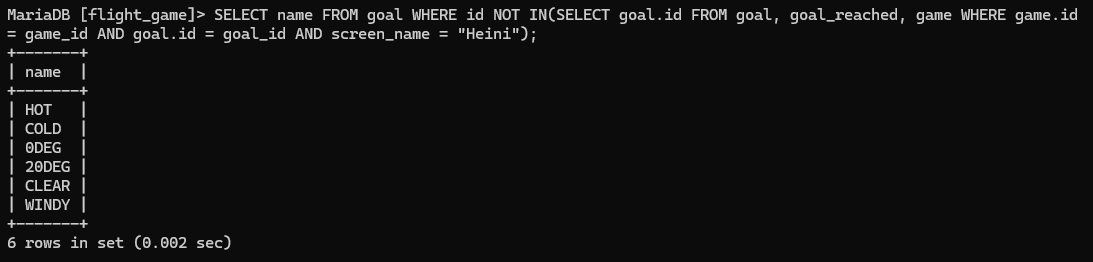 MariaDB [flight_game]> SELECT name FROM goal WHERE id NOT IN(SELECT goal.id FROM goal, goal_reached, game WHERE game.id
= game_id AND goal.id = goal_id AND screen_name = "Heini");
+-------+
| name  |
+-------+
| HOT   |
| COLD  |
| 0DEG  |
| 20DEG |
| CLEAR |
| WINDY |
+-------+
6 rows in set (0.002 sec)